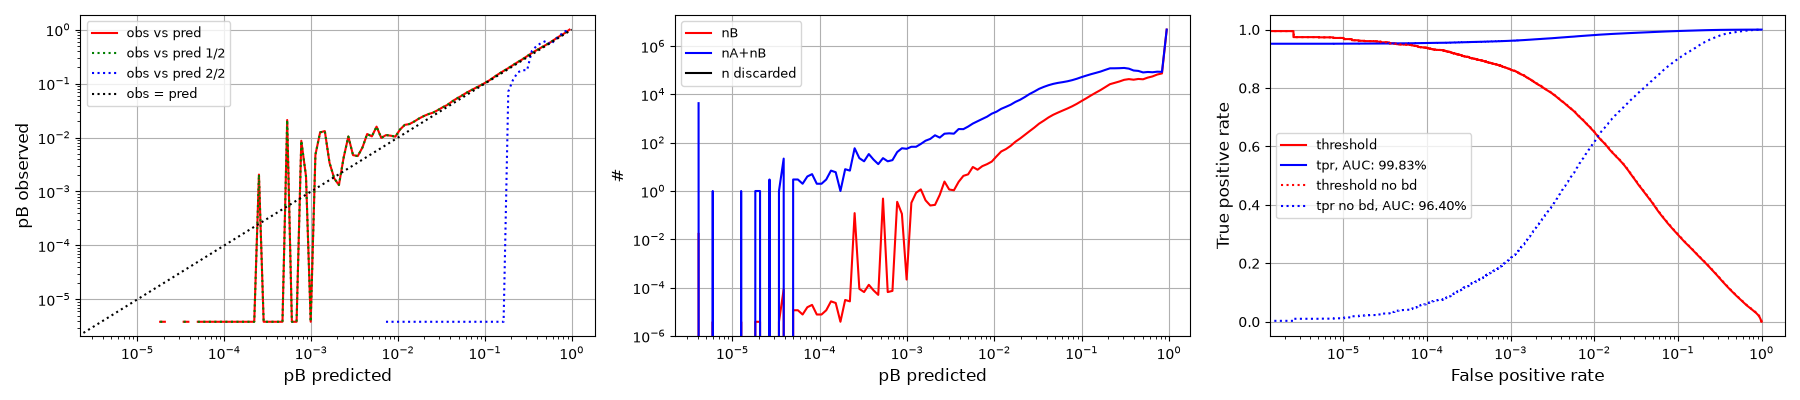 pB observed
10^0
10^-1
10^-2
10^-3
10^-4
10^-5
obs vs pred
obs vs pred 1/2
obs vs pred 2/2
obs = pred
10^-5 10^-4 10^-3 10^-2 10^-1 10^0
pB predicted
#
10^6
10^4
10^2
10^0
10^-2
10^-4
10^-6
nB
nA+nB
n discarded
10^-5 10^-4 10^-3 10^-2 10^-1 10^0
pB predicted
True positive rate
1.0
0.8
0.6
0.4
0.2
0.0
threshold
tpr, AUC: 99.83%
threshold no bd
tpr no bd, AUC: 96.40%
10^-5 10^-4 10^-3 10^-2 10^-1 10^0
False positive rate